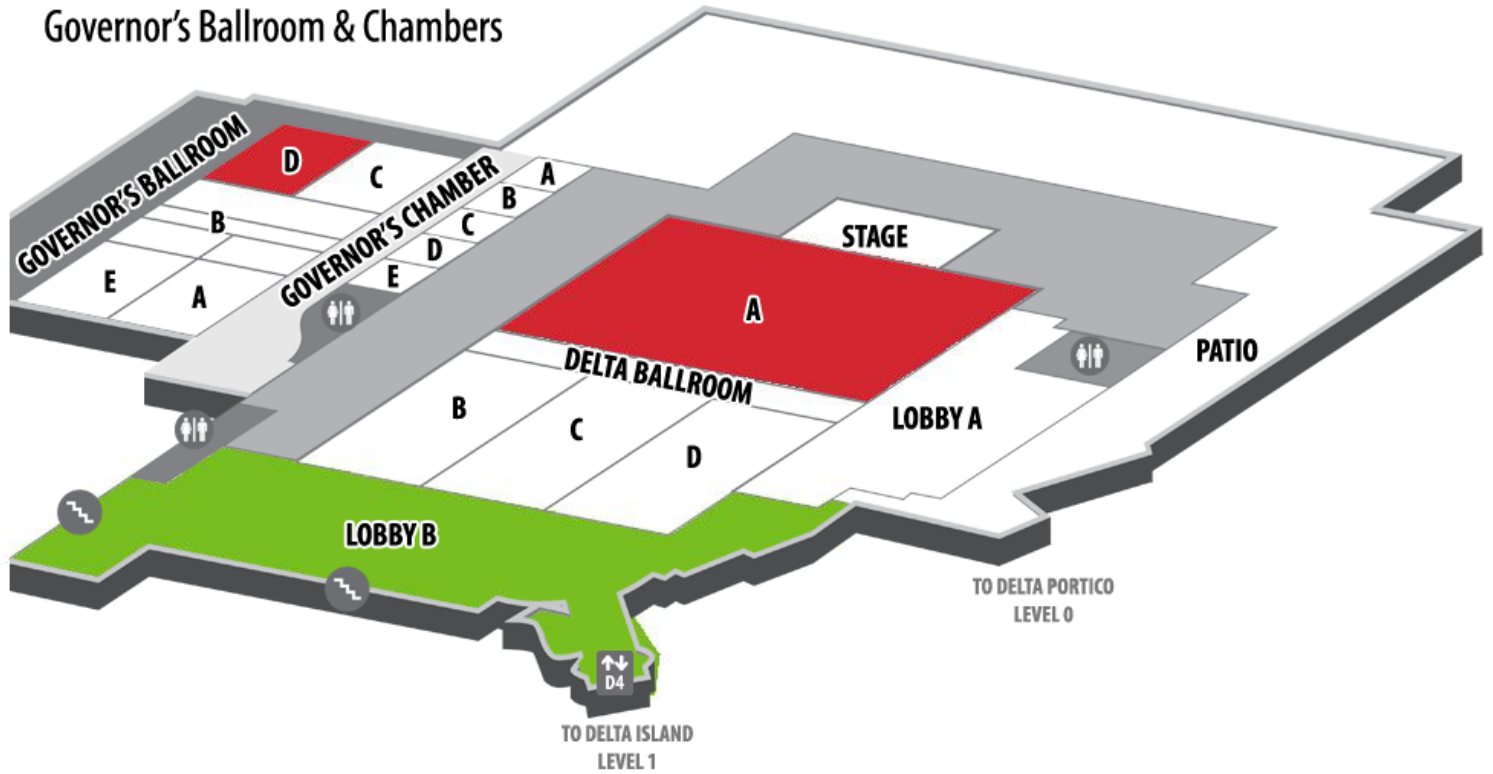 Governor's Ballroom & Chambers
GOVERNOR'S BALLROOM
D
C
B
E
A
GOVERNOR'S CHAMBER
A
B
C
D
E
STAGE
A
DELTA BALLROOM
B
C
D
LOBBY A
PATIO
LOBBY B
D4
TO DELTA PORTICO
LEVEL 0
TO DELTA ISLAND
LEVEL 1